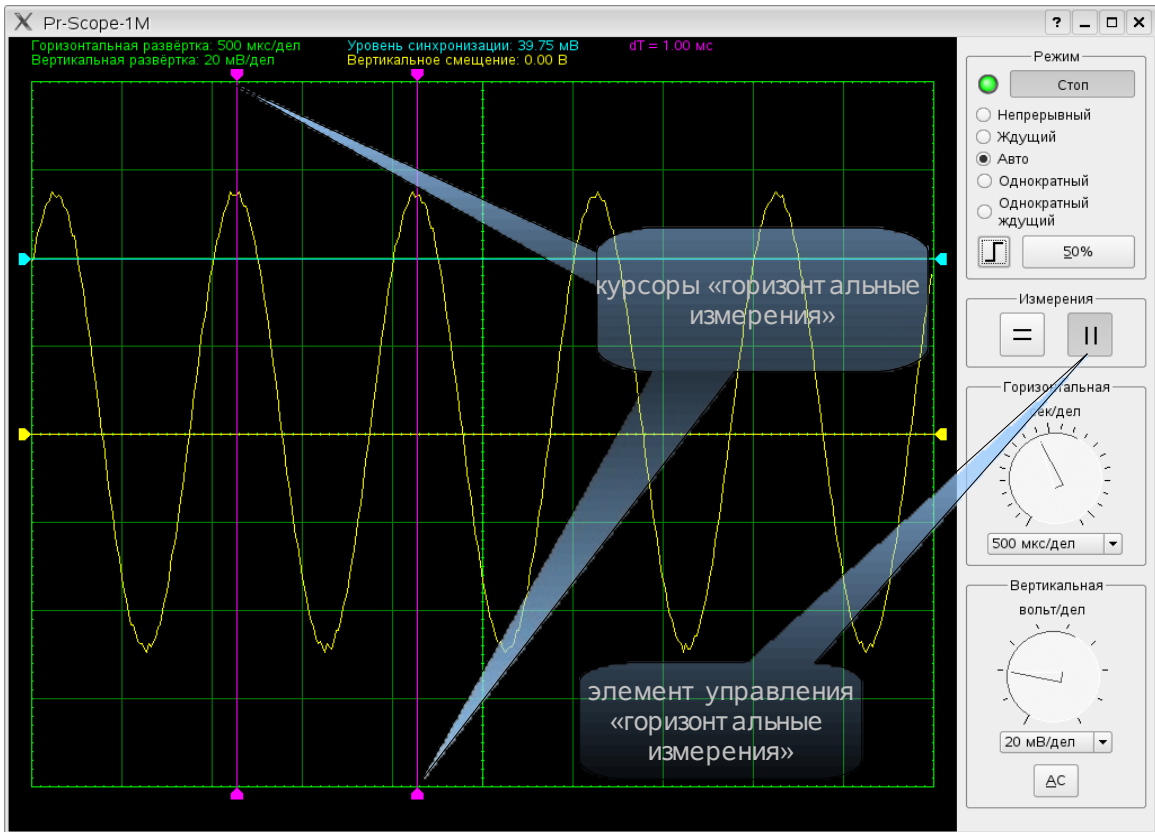 Pr-Scope-1M
Горизонтальная развёртка: 500 мкс/дел
Уровень синхронизации: 39.75 мВ
dT = 1.00 мс
Вертикальная развёртка: 20 мВ/дел
Вертикальное смещение: 0.00 В
Режим
Стоп
Непрерывный
Ждущий
Авто
Однократный
Однократный
ждущий
50%
курсоры «горизонтальные
измерения»
Измерения
Горизонтальная
сек/дел
500 мкс/дел
Вертикальная
вольт/дел
20 мВ/дел
AC
элемент управления
«горизонтальные
измерения»